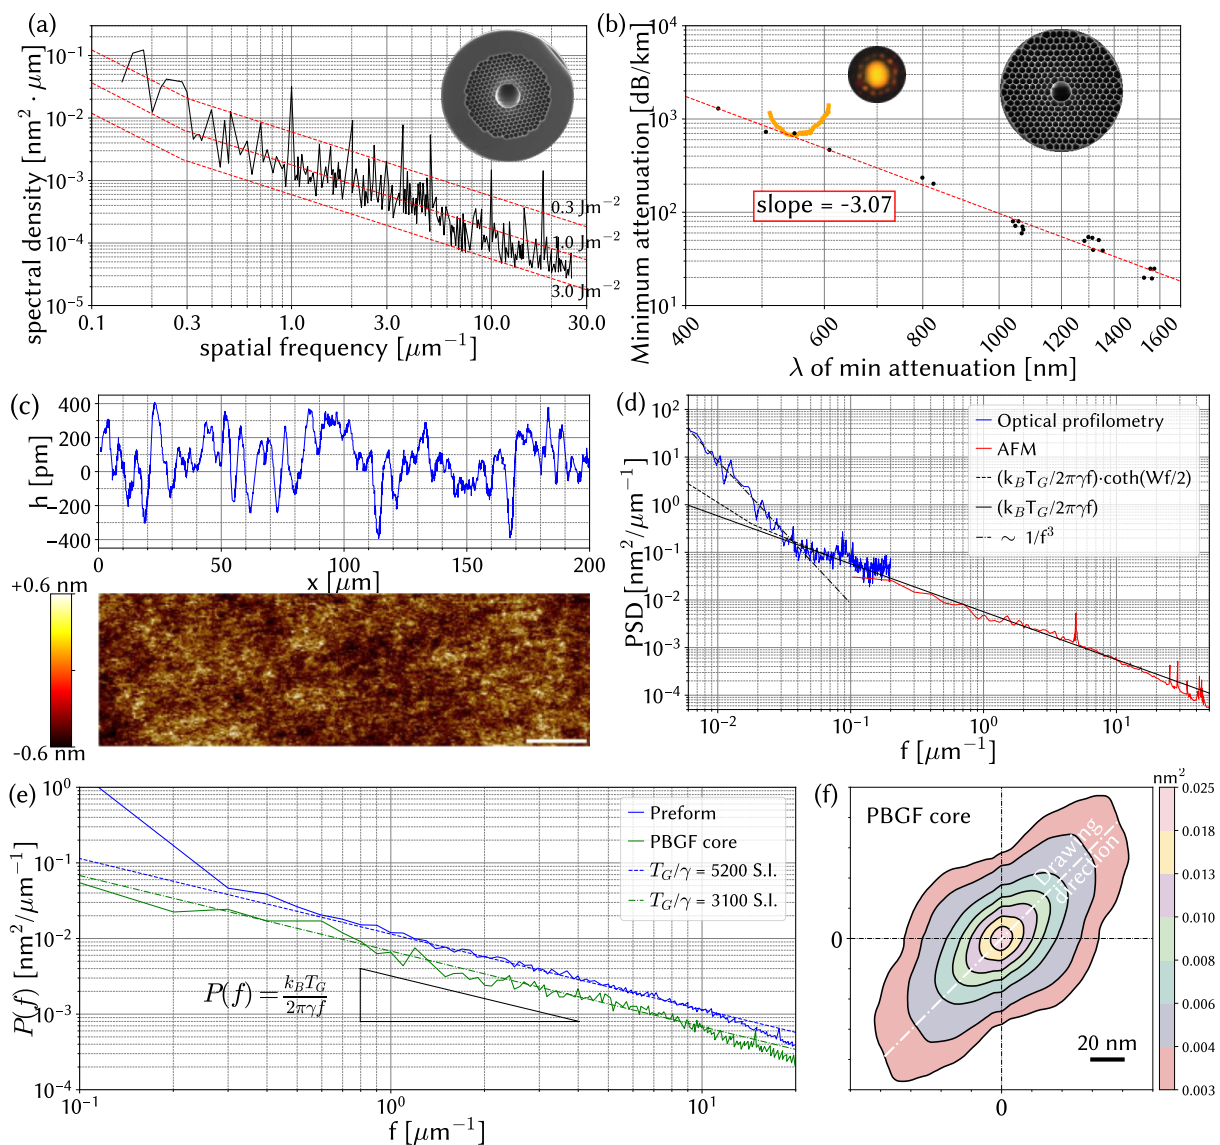 (a)
spectral density [nm² · μm]
10⁻¹
10⁻²
10⁻³
10⁻⁴
10⁻⁵
0.3 Jm⁻²
1.0 Jm⁻²
3.0 Jm⁻²
0.1 0.3 1.0 3.0 10.0 30.0
spatial frequency [μm⁻¹]
(b)
Minimum attenuation [dB/km]
10⁴
10³
10²
10¹
slope = -3.07
400 600 800 1000 1200 1400 1600
λ of min attenuation [nm]
(c)
h [pm]
400
200
0
−200
−400
0 50 100 150 200
x [μm]
+0.6 nm
-0.6 nm
(d)
PSD [nm²/μm⁻¹]
10²
10¹
10⁰
10⁻¹
10⁻²
10⁻³
10⁻⁴
Optical profilometry
AFM
(k_BT_G/2πγf)·coth(Wf/2)
(k_BT_G/2πγf)
∼ 1/f³
10⁻² 10⁻¹ 10⁰ 10¹
f [μm⁻¹]
(e)
P(f) [nm²/μm⁻¹]
10⁰
10⁻¹
10⁻²
10⁻³
10⁻⁴
Preform
PBGF core
T_G/γ = 5200 S.I.
T_G/γ = 3100 S.I.
P(f) = k_BT_G / 2πγf
10⁻¹ 10⁰ 10¹
f [μm⁻¹]
(f)
PBGF core
Drawing
direction
0
20 nm
0
nm²
0.025
0.018
0.013
0.010
0.008
0.006
0.004
0.003